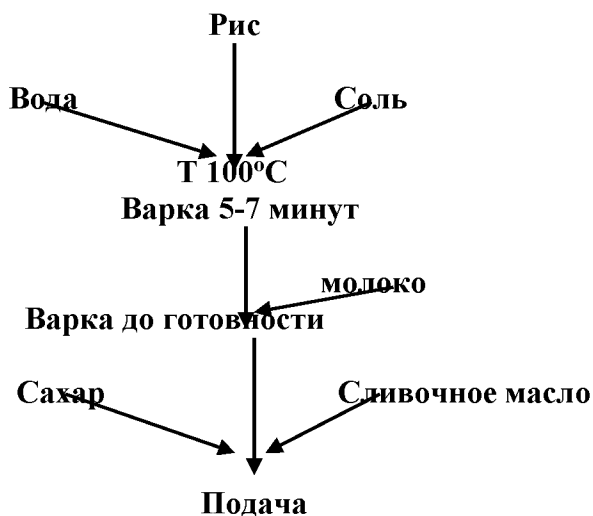 Рис
Вода Соль
Т 100ºС
Варка 5-7 минут
молоко
Варка до готовности
Сахар Сливочное масло
Подача